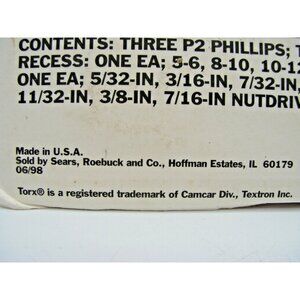 CONTENTS: THREE P2 PHILLIPS;
RECESS: ONE EA; 5-6, 8-10, 10-12
ONE EA; 5/32-IN, 3/16-IN, 7/32-IN,
11/32-IN, 3/8-IN, 7/16-IN NUTDRIV
Made in U.S.A.
Sold by Sears, Roebuck and Co., Hoffman Estates, IL 60179
06/98
Torx® is a registered trademark of Camcar Div., Textron Inc.